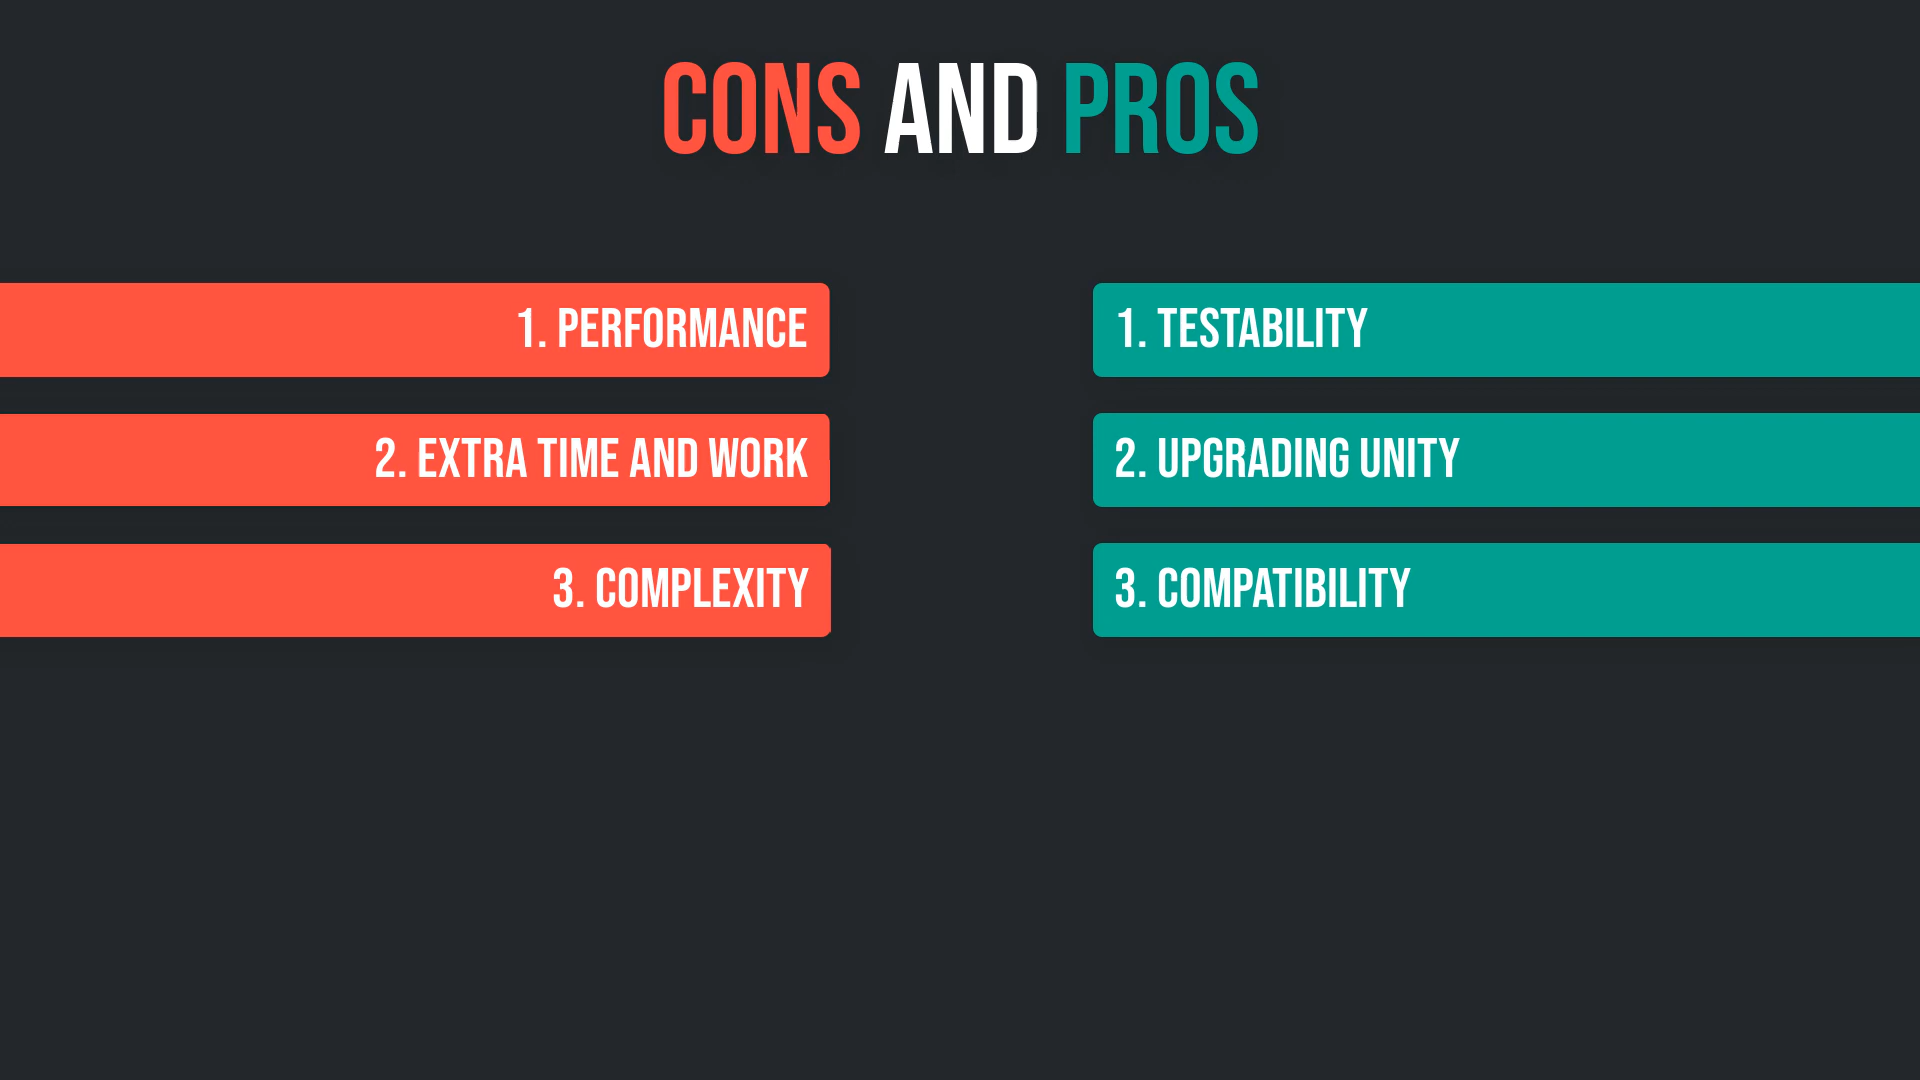 CONS AND PROS
1. PERFORMANCE
2. EXTRA TIME AND WORK
3. COMPLEXITY
1. TESTABILITY
2. UPGRADING UNITY
3. COMPATIBILITY